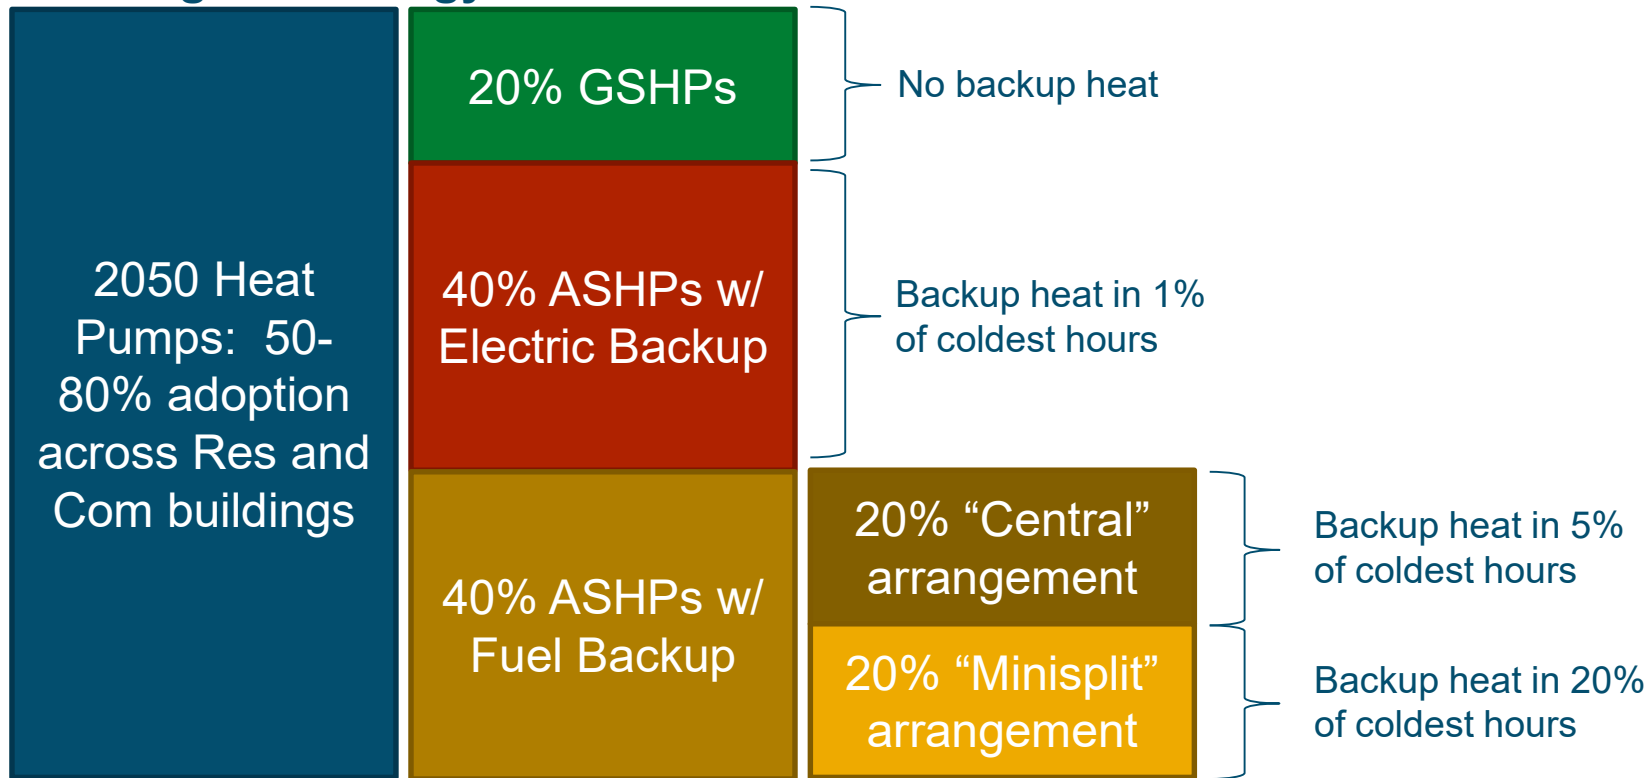 20% GSHPs
No backup heat
2050 Heat
Pumps:  50-
80% adoption
across Res and
Com buildings
40% ASHPs w/
Electric Backup
Backup heat in 1%
of coldest hours
40% ASHPs w/
Fuel Backup
20% “Central”
arrangement
Backup heat in 5%
of coldest hours
20% “Minisplit”
arrangement
Backup heat in 20%
of coldest hours